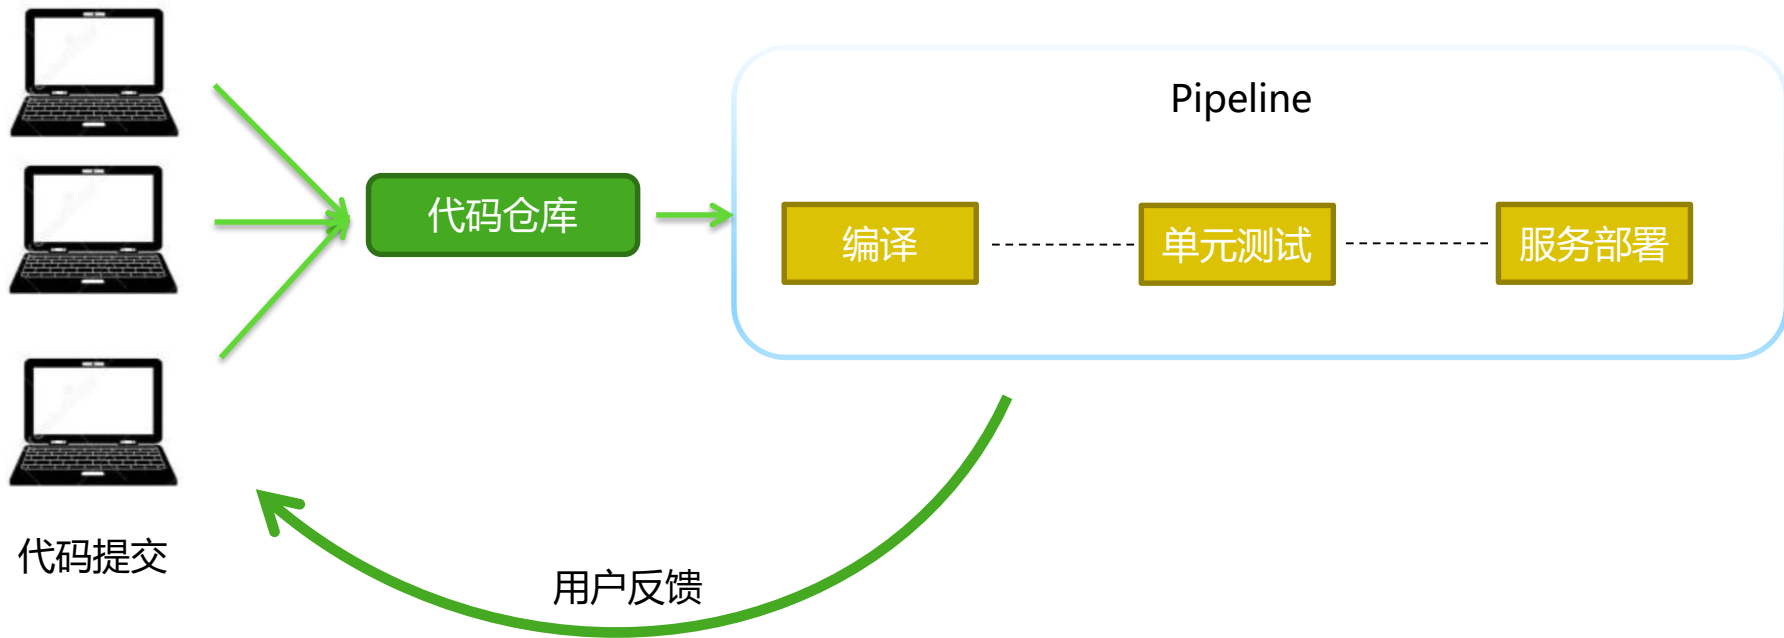 Pipeline
代码仓库
编译
单元测试
服务部署
代码提交
用户反馈